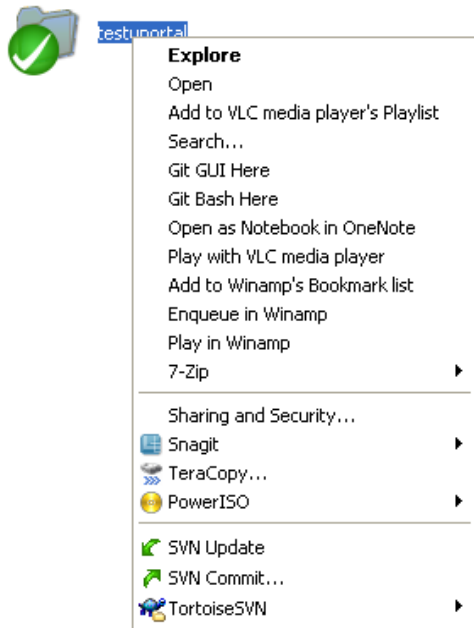 testuportal
Explore
Open
Add to VLC media player's Playlist
Search...
Git GUI Here
Git Bash Here
Open as Notebook in OneNote
Play with VLC media player
Add to Winamp's Bookmark list
Enqueue in Winamp
Play in Winamp
7-Zip
Sharing and Security...
Snagit
TeraCopy...
PowerISO
SVN Update
SVN Commit...
TortoiseSVN